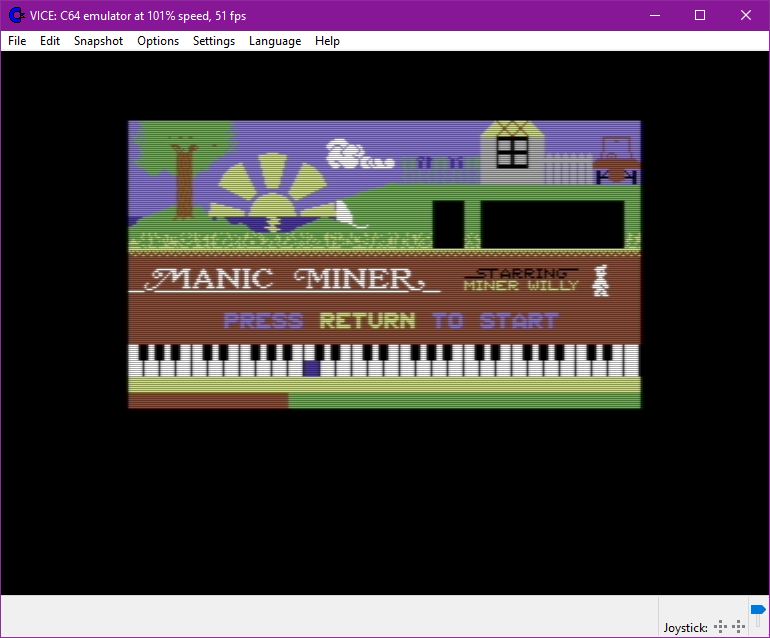 VICE: C64 emulator at 101% speed, 51 fps
File Edit Snapshot Options Settings Language Help
MANIC MINER
STARRING
MINER WILLY
PRESS RETURN TO START
Joystick: